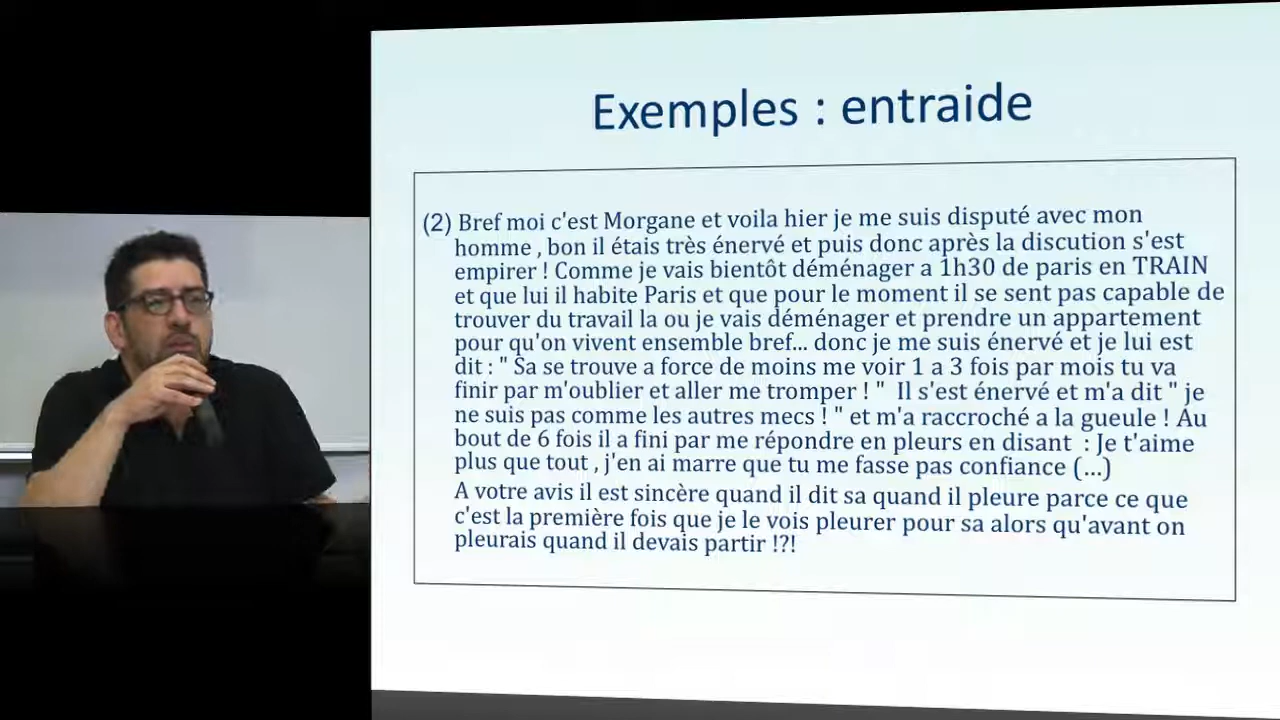 Exemples : entraide
(2) Bref moi c'est Morgane et voila hier je me suis disputé avec mon
homme , bon il étais très énervé et puis donc après la discution s'est
empirer ! Comme je vais bientôt déménager a 1h30 de paris en TRAIN
et que lui il habite Paris et que pour le moment il se sent pas capable de
trouver du travail la ou je vais déménager et prendre un appartement
pour qu'on vivent ensemble bref... donc je me suis énervé et je lui est
dit : " Sa se trouve a force de moins me voir 1 a 3 fois par mois tu va
finir par m'oublier et aller me tromper ! " Il s'est énervé et m'a dit " je
ne suis pas comme les autres mecs ! " et m'a raccroché a la gueule ! Au
bout de 6 fois il a fini par me répondre en pleurs en disant : Je t'aime
plus que tout , j'en ai marre que tu me fasse pas confiance (...)
A votre avis il est sincère quand il dit sa quand il pleure parce ce que
c'est la première fois que je le vois pleurer pour sa alors qu'avant on
pleurais quand il devais partir !?!